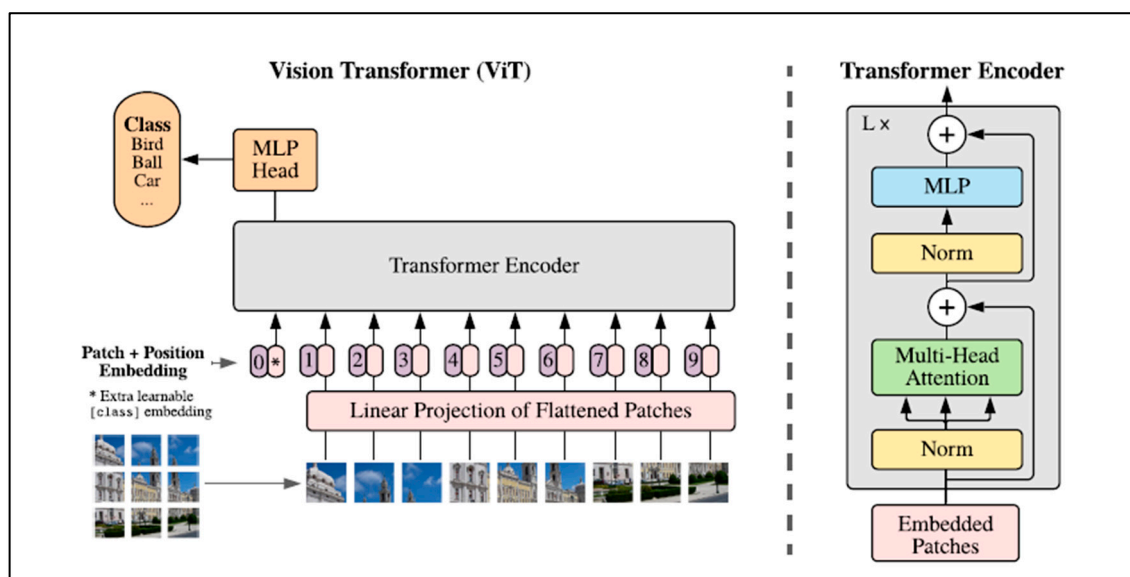 Vision Transformer (ViT)
Class
Bird
Ball
Car
...
MLP
Head
Transformer Encoder
Patch + Position
Embedding
* Extra learnable
[class] embedding
0 * 1 2 3 4 5 6 7 8 9
Linear Projection of Flattened Patches
Transformer Encoder
L ×
+
MLP
Norm
+
Multi-Head
Attention
Norm
Embedded
Patches